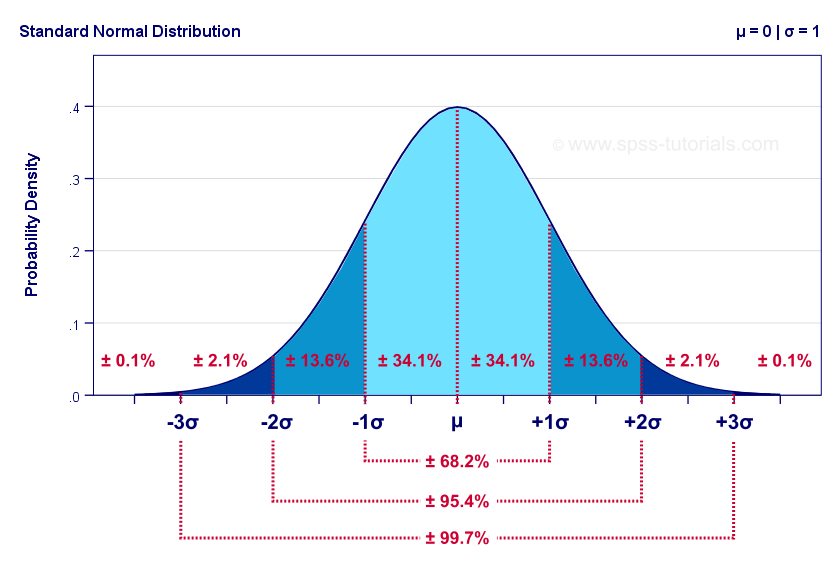 Standard Normal Distribution
μ = 0 | σ = 1
© www.spss-tutorials.com
Probability Density
.4
.3
.2
.1
.0
± 0.1%
± 2.1%
± 13.6%
± 34.1%
± 34.1%
± 13.6%
± 2.1%
± 0.1%
-3σ
-2σ
-1σ
μ
+1σ
+2σ
+3σ
± 68.2%
± 95.4%
± 99.7%